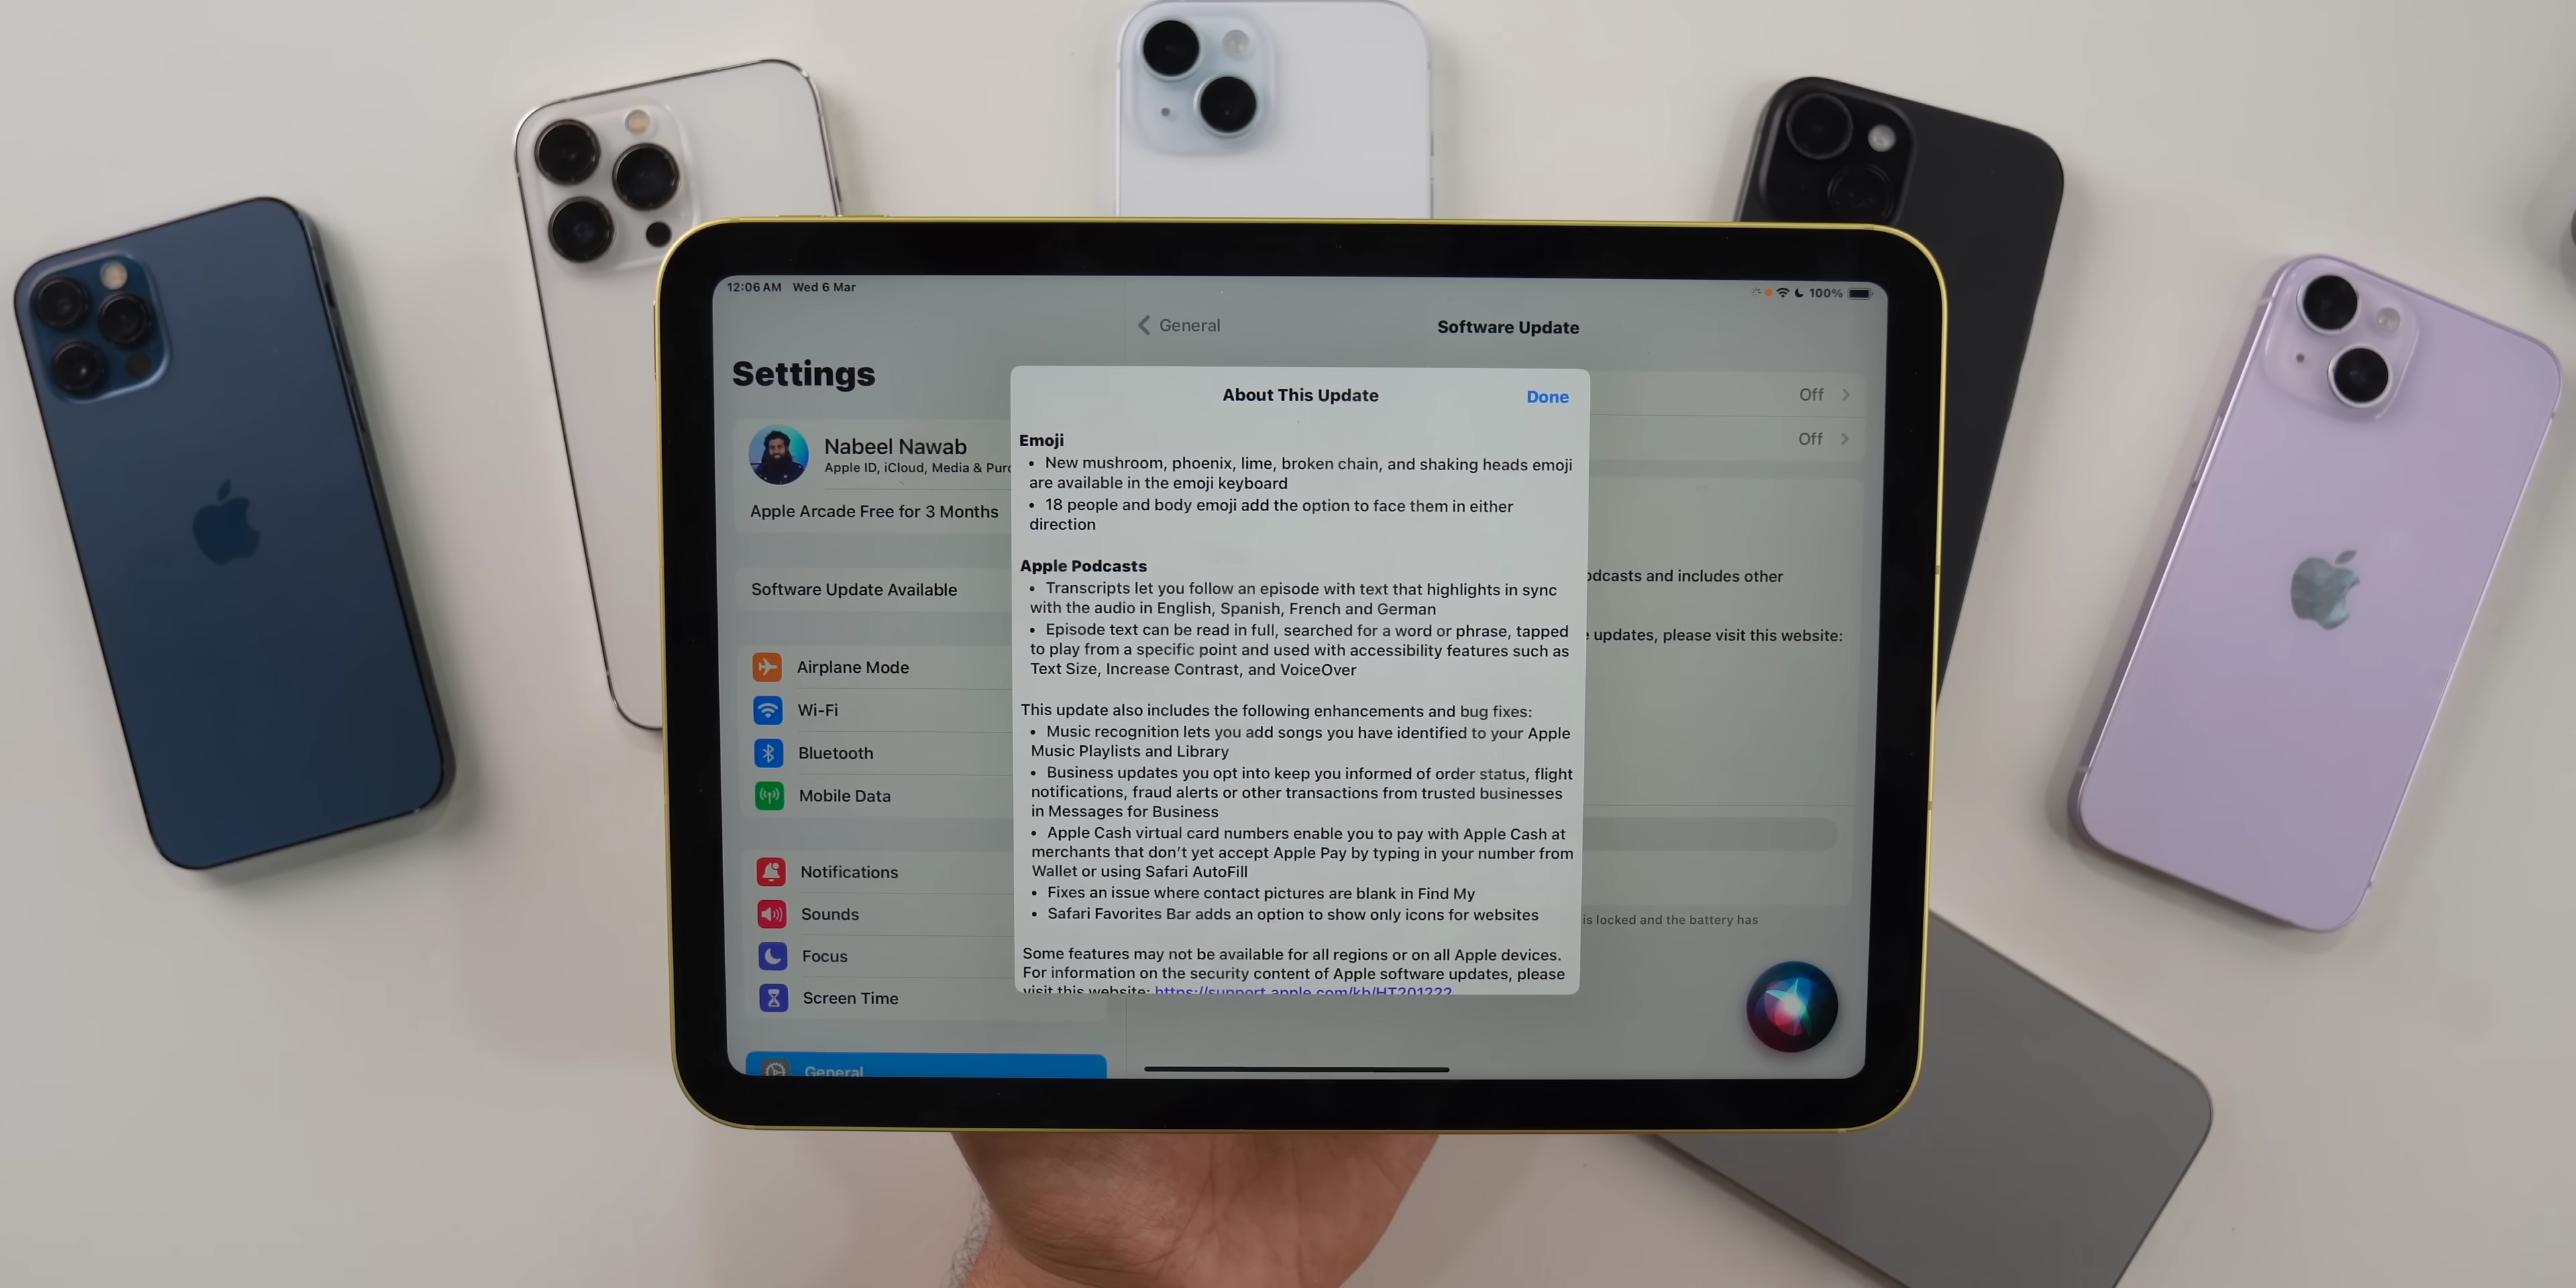 12:06 AM Wed 6 Mar
100%
Settings
Nabeel Nawab
Apple ID, iCloud, Media &
Apple Arcade Free for 3 Months
Software Update Available
Airplane Mode
Wi-Fi
Bluetooth
Mobile Data
Notifications
Sounds
Focus
Screen Time
General
General
Software Update
Off
Off
other
and includes
updates, please visit this website:
is locked and the battery has
About This Update
Done
Emoji
• New mushroom, phoenix, lime, broken chain, and shaking heads emoji
are available in the emoji keyboard
• 18 people and body emoji add the option to face them in either
direction
Apple Podcasts
• Transcripts let you follow an episode with text that highlights in sync
with the audio in English, Spanish, French and German
• Episode text can be read in full, searched for a word or phrase, tapped
to play from a specific point and used with accessibility features such as
Text Size, Increase Contrast, and VoiceOver
This update also includes the following enhancements and bug fixes:
• Music recognition lets you add songs you have identified to your Apple
Music Playlists and Library
• Business updates you opt into keep you informed of order status, flight
notifications, fraud alerts or other transactions from trusted businesses
in Messages for Business
• Apple Cash virtual card numbers enable you to pay with Apple Cash at
merchants that don't yet accept Apple Pay by typing in your number from
Wallet or using Safari AutoFill
• Fixes an issue where contact pictures are blank in Find My
• Safari Favorites Bar adds an option to show only icons for websites
Some features may not be available for all regions or on all Apple devices.
For information on the security content of Apple software updates, please
visit this website: https://support.apple.com/kb/HT201222